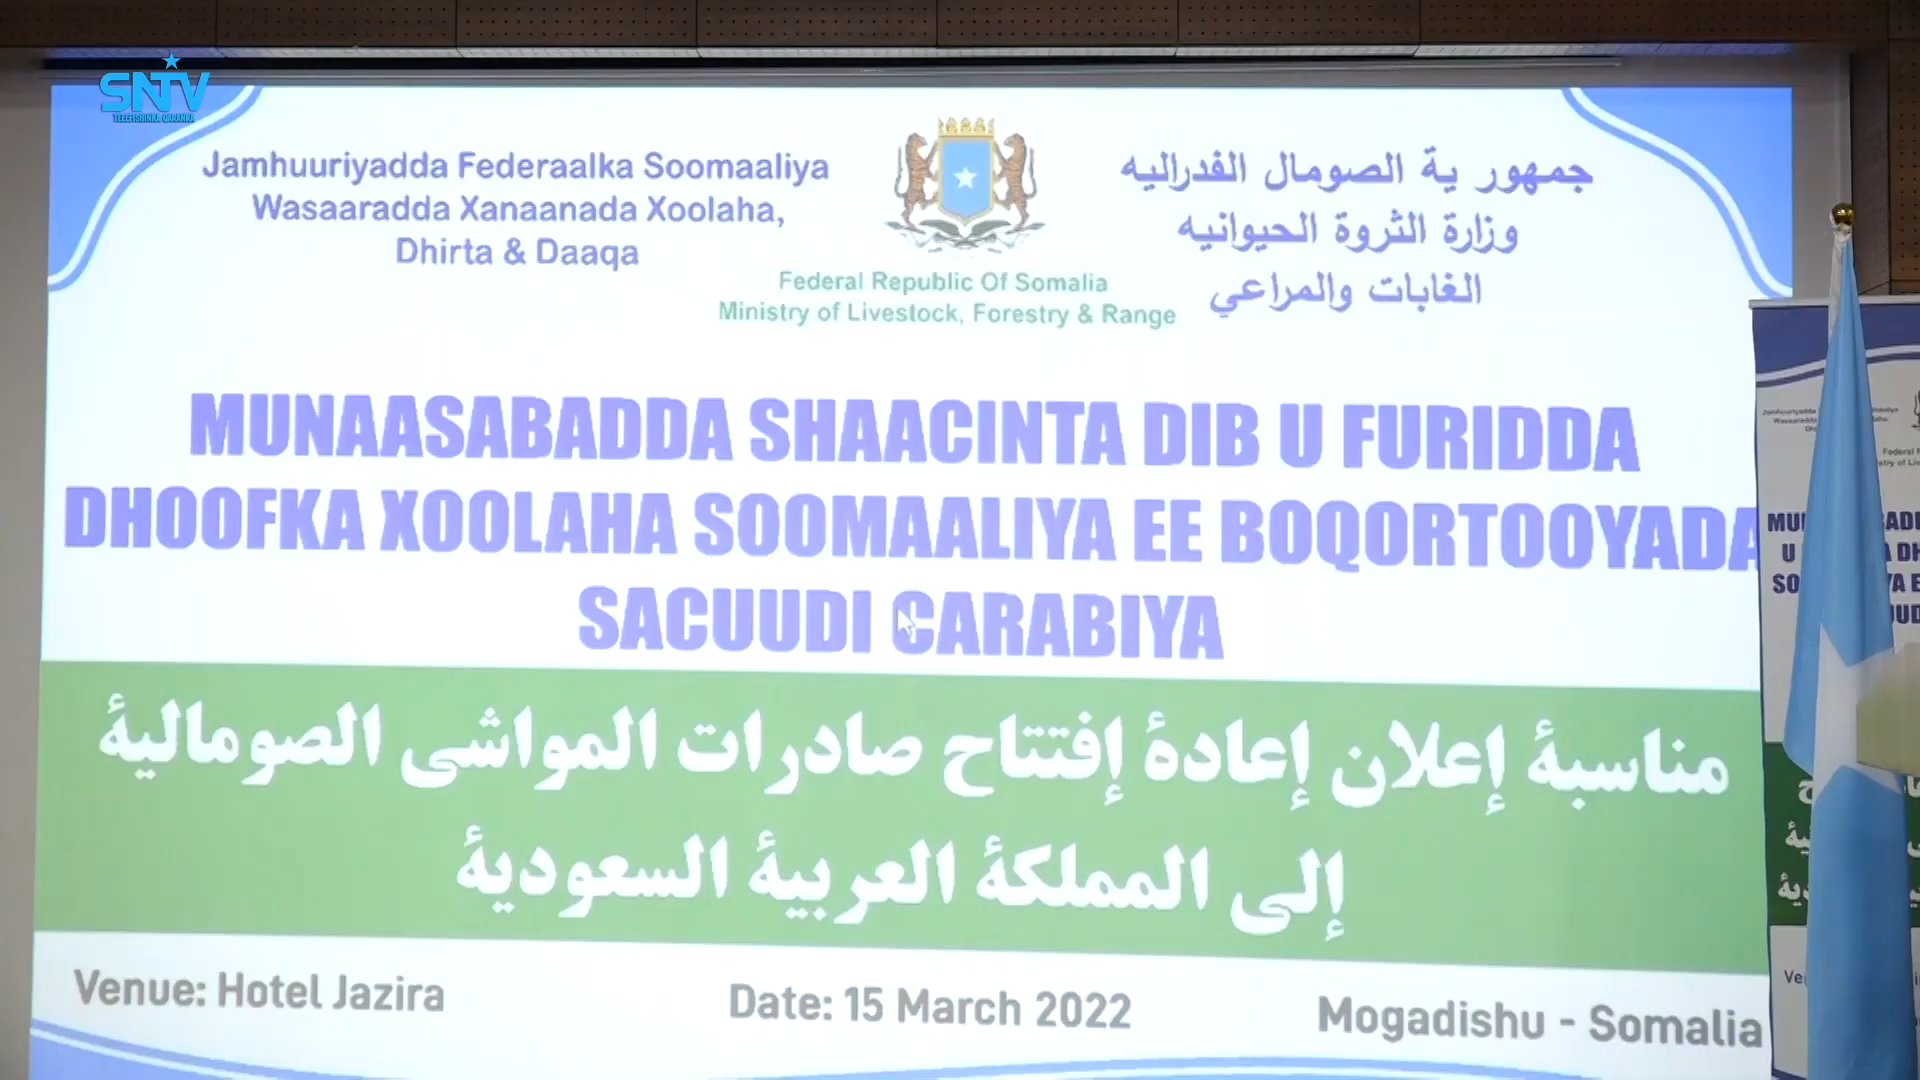 SNTV
TELEFISHINKA QARANKA
Jamhuuriyadda Federaalka Soomaaliya
Wasaaradda Xanaanada Xoolaha,
Dhirta & Daaqa
جمهور ية الصومال الفدراليه
وزارة الثروة الحيوانيه
الغابات والمراعي
Federal Republic Of Somalia
Ministry of Livestock, Forestry & Range
MUNAASABADDA SHAACINTA DIB U FURIDDA
DHOOFKA XOOLAHA SOOMAALIYA EE BOQORTOOYADA
SACUUDI CARABIYA
مناسبة إعلان إعادة إفتتاح صادرات المواشى الصومالية
إلى المملكة العربية السعودية
Venue: Hotel Jazira
Date: 15 March 2022
Mogadishu - Somalia